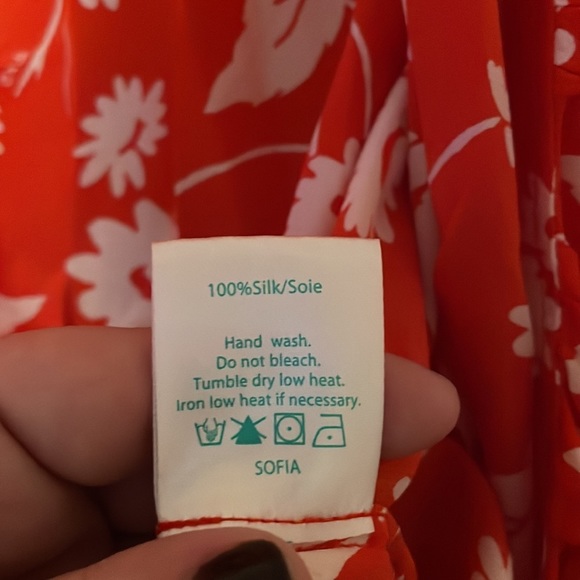 100%Silk/Soie
Hand wash.
Do not bleach.
Tumble dry low heat.
Iron low heat if necessary.
SOFIA